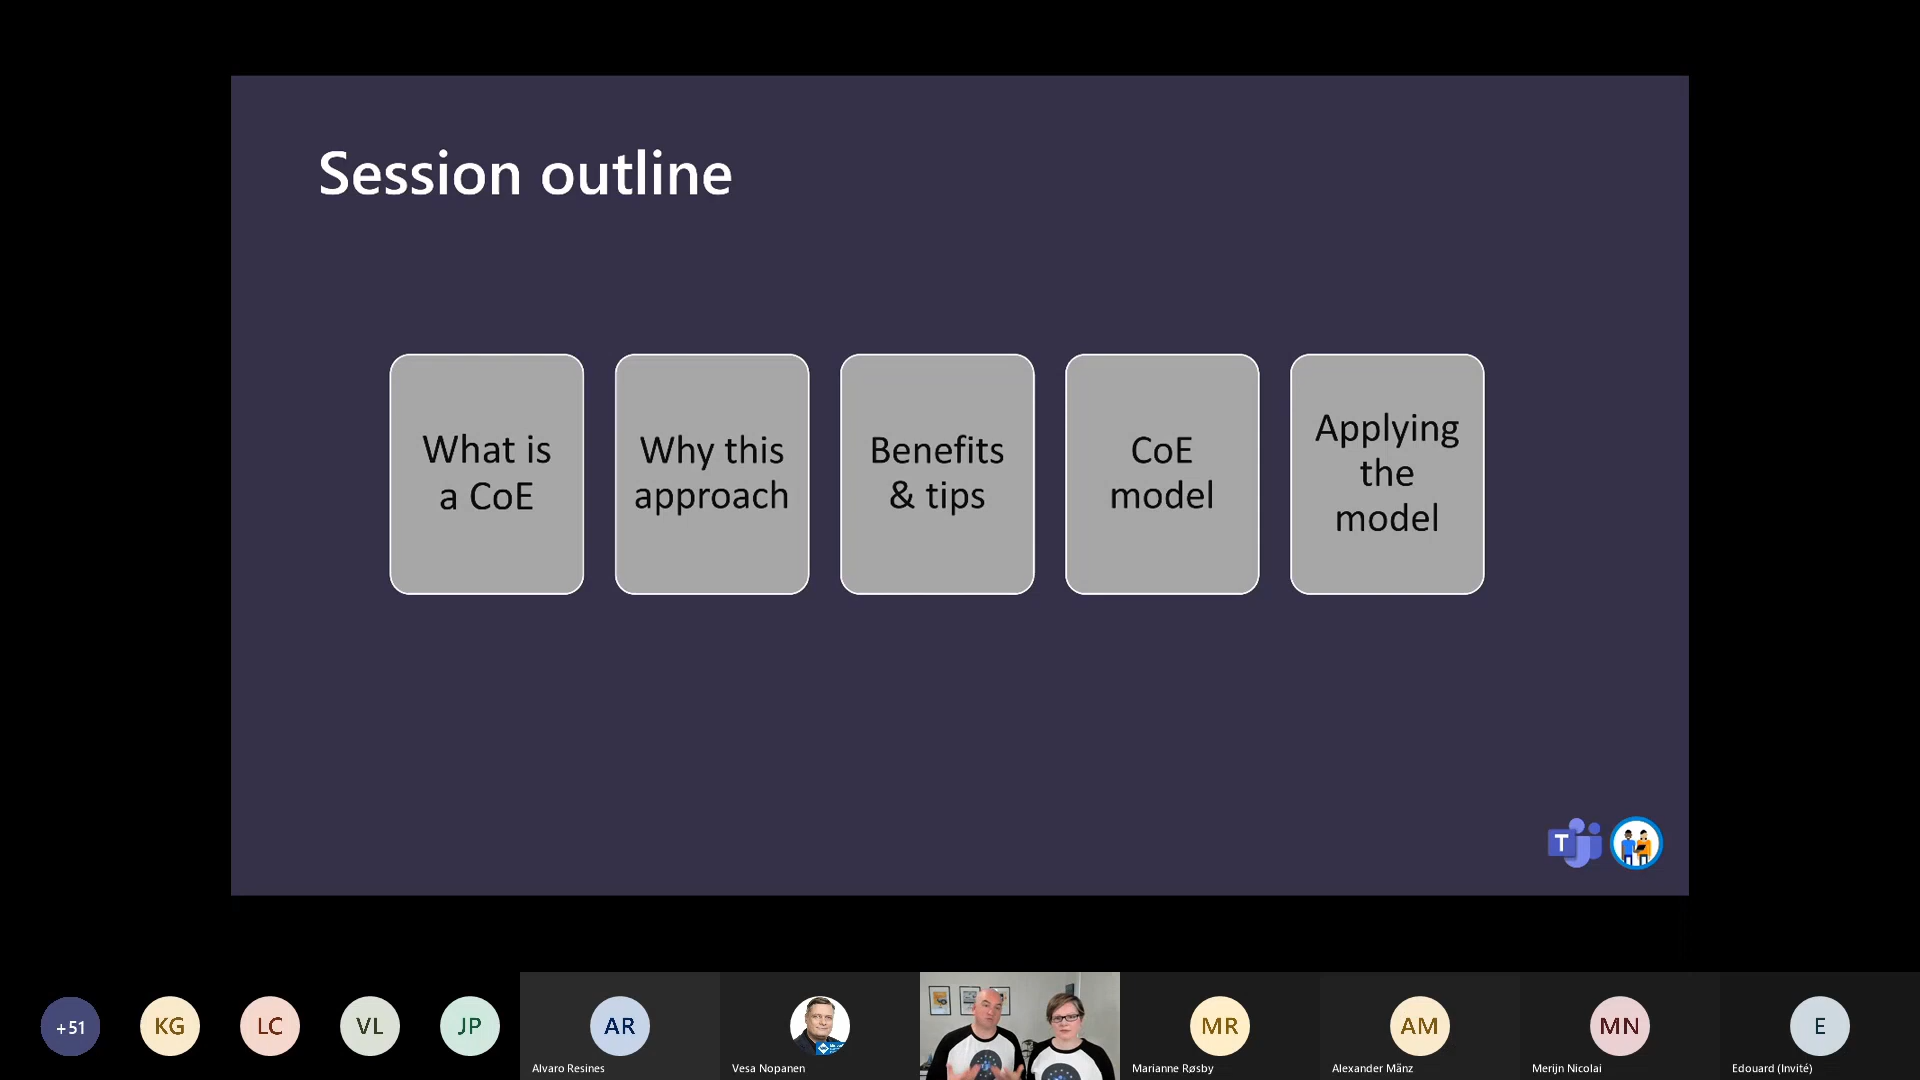 Session outline
What is
a CoE
Why this
approach
Benefits
& tips
CoE
model
Applying
the
model
T
+51
KG
LC
VL
JP
AR
Alvaro Resines
Vesa Nopanen
MR
Marianne Røsby
AM
Alexander Mänz
MN
Merijn Nicolai
E
Edouard (Invité)